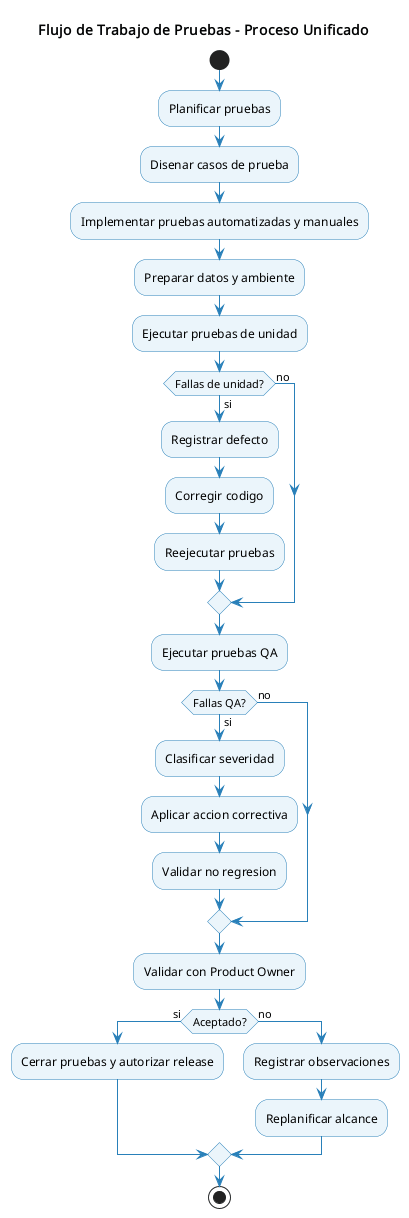 Flujo de Trabajo de Pruebas - Proceso Unificado
Planificar pruebas
Disenar casos de prueba
Implementar pruebas automatizadas y manuales
Preparar datos y ambiente
Ejecutar pruebas de unidad
Fallas de unidad?
no
si
Registrar defecto
Corregir codigo
Reejecutar pruebas
Ejecutar pruebas QA
Fallas QA?
no
si
Clasificar severidad
Aplicar accion correctiva
Validar no regresion
Validar con Product Owner
si
Aceptado?
no
Cerrar pruebas y autorizar release
Registrar observaciones
Replanificar alcance